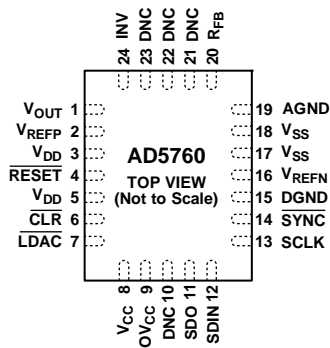 24 INV
23 DNC
22 DNC
21 DNC
20 RFB
VOUT 1
VREFP 2
VDD 3
RESET 4
VDD 5
CLR 6
LDAC 7
AD5760
TOP VIEW
(Not to Scale)
19 AGND
18 VSS
17 VSS
16 VREFN
15 DGND
14 SYNC
13 SCLK
VCC 8
OVCC 9
DNC 10
SDO 11
SDIN 12